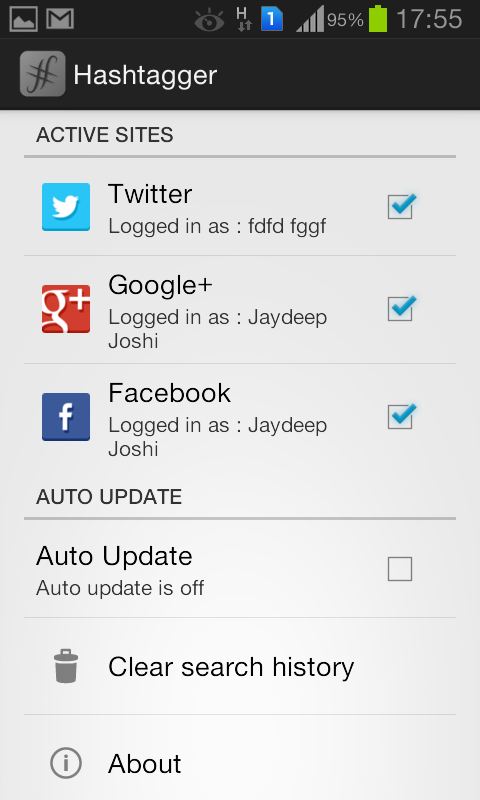 H 1 95% 17:55
Hashtagger
ACTIVE SITES
Twitter
Logged in as : fdfd fggf
g+ Google+
Logged in as : Jaydeep
Joshi
f Facebook
Logged in as : Jaydeep
Joshi
AUTO UPDATE
Auto Update
Auto update is off
Clear search history
About